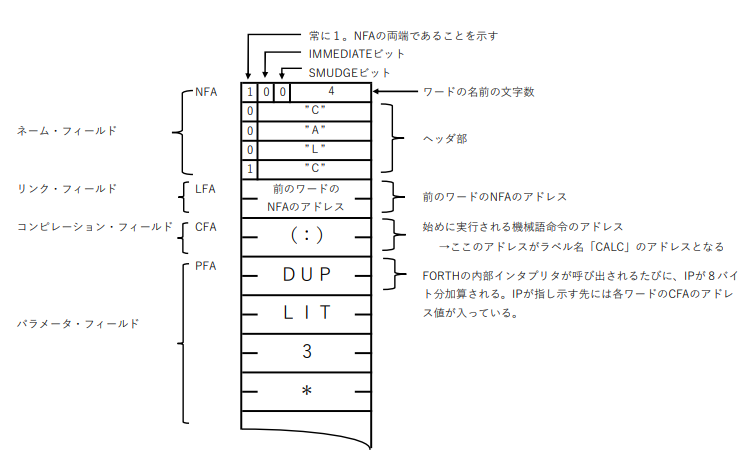 常に１。NFAの両端であることを示す
IMMEDIATEビット
SMUDGEビット
NFA
1 0 0 4
ワードの名前の文字数
0 "C"
ネーム・フィールド
0 "A"
ヘッダ部
0 "L"
1 "C"
リンク・フィールド
LFA
前のワードの
NFAのアドレス
前のワードのNFAのアドレス
コンピレーション・フィールド
CFA
(：)
始めに実行される機械語命令のアドレス
→ここのアドレスがラベル名「CALC」のアドレスとなる
PFA
DUP
FORTHの内部インタプリタが呼び出されるたびに、IPが８バイ
ト分加算される。IPが指し示す先には各ワードのCFAのアドレ
ス値が入っている。
LIT
パラメータ・フィールド
3
*